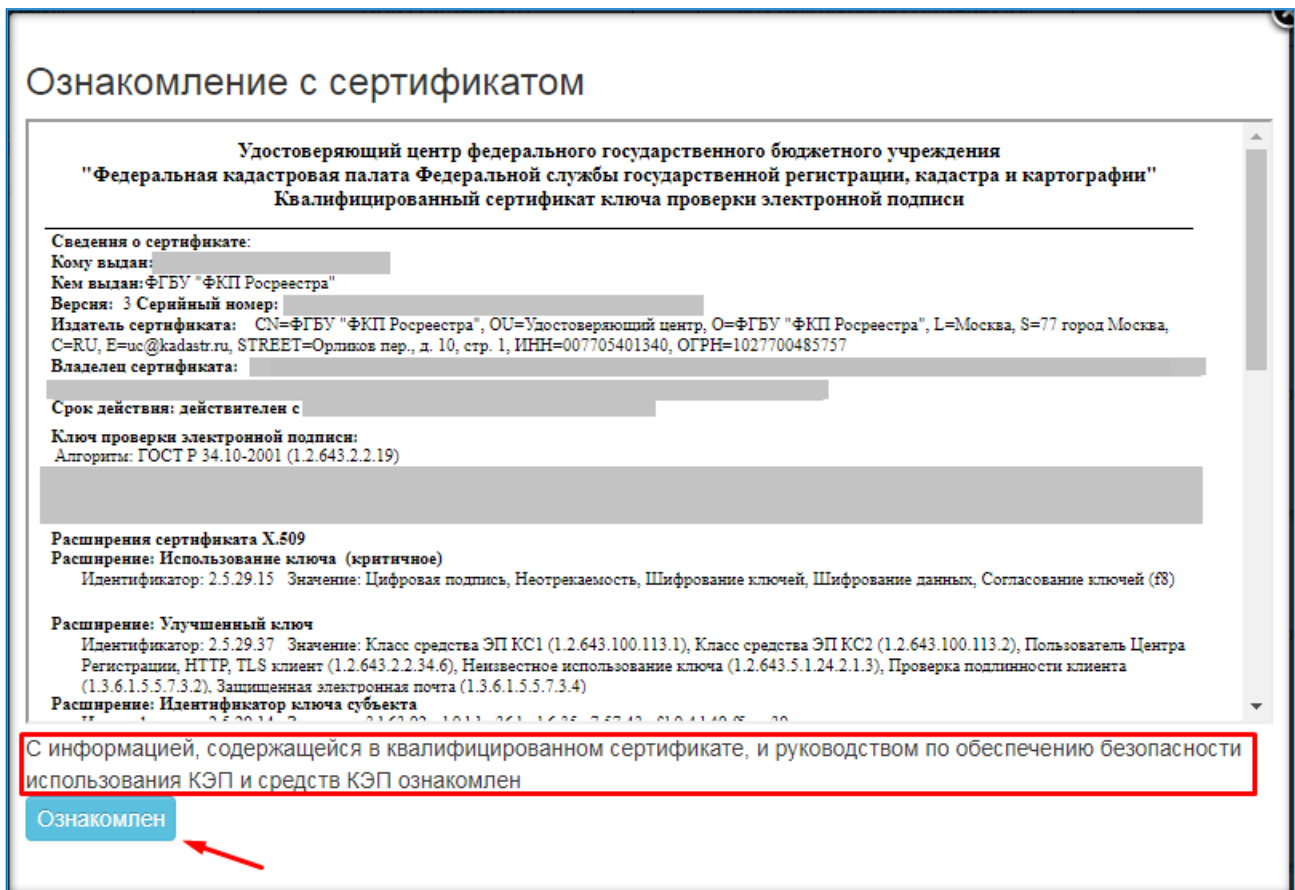 Ознакомление с сертификатом
Удостоверяющий центр федерального государственного бюджетного учреждения
"Федеральная кадастровая палата Федеральной службы государственной регистрации, кадастра и картографии"
Квалифицированный сертификат ключа проверки электронной подписи
Сведения о сертификате:
Кому выдан:
Кем выдан: ФГБУ "ФКП Росреестра"
Версия: 3 Серийный номер:
Издатель сертификата: CN=ФГБУ "ФКП Росреестра", OU=Удостоверяющий центр, O=ФГБУ "ФКП Росреестра", L=Москва, S=77 город Москва,
C=RU, E=uc@kadastr.ru, STREET=Орликов пер., д. 10, стр. 1, ИНН=007705401340, ОГРН=1027700485757
Владелец сертификата:
Срок действия: действителен с
Ключ проверки электронной подписи:
Алгоритм: ГОСТ Р 34.10-2001 (1.2.643.2.2.19)
Расширения сертификата X.509
Расширение: Использование ключа (критичное)
Идентификатор: 2.5.29.15 Значение: Цифровая подпись, Неотрекаемость, Шифрование ключей, Шифрование данных, Согласование ключей (f8)
Расширение: Улучшенный ключ
Идентификатор: 2.5.29.37 Значение: Класс средства ЭП КС1 (1.2.643.100.113.1), Класс средства ЭП КС2 (1.2.643.100.113.2), Пользователь Центра
Регистрации, HTTP, TLS клиент (1.2.643.2.2.34.6), Неизвестное использование ключа (1.2.643.5.1.24.2.1.3), Проверка подлинности клиента
(1.3.6.1.5.5.7.3.2), Защищенная электронная почта (1.3.6.1.5.5.7.3.4)
Расширение: Идентификатор ключа субъекта
С информацией, содержащейся в квалифицированном сертификате, и руководством по обеспечению безопасности
использования КЭП и средств КЭП ознакомлен
Ознакомлен